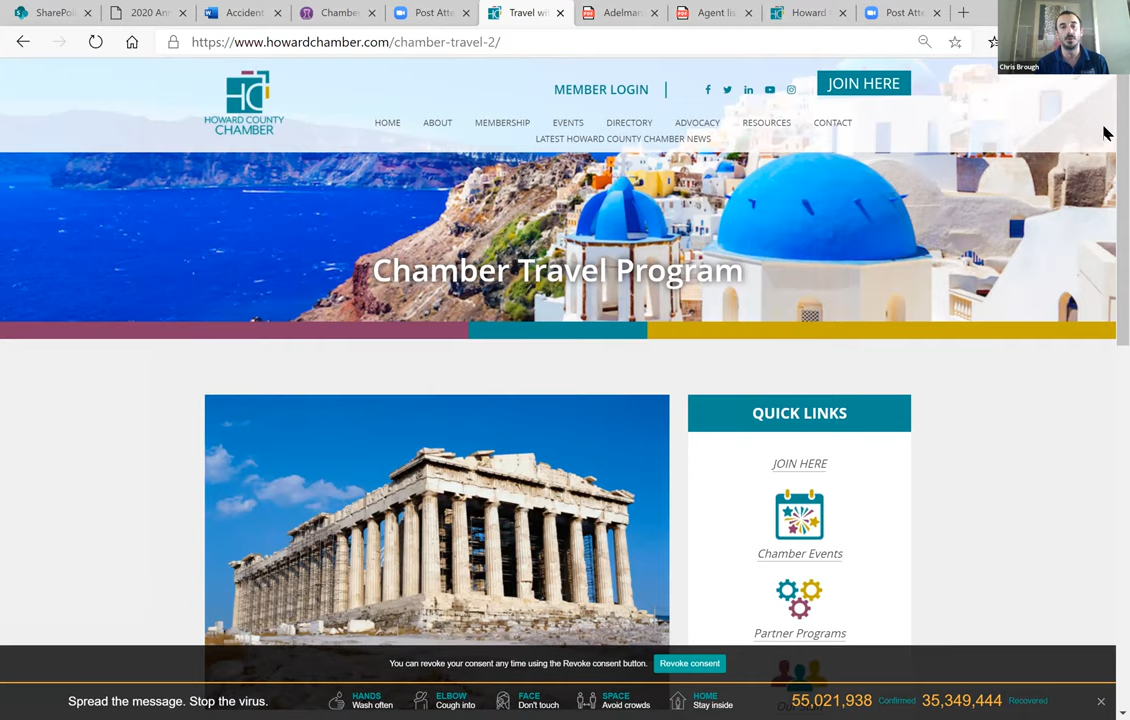 SharePoi
2020 Ann
Accident
Chambe
Post Atte
Travel wi
Adelman
Agent lis
Howard
Post Atte
https://www.howardchamber.com/chamber-travel-2/
Chris Brough
HC
HOWARD COUNTY
CHAMBER
MEMBER LOGIN
JOIN HERE
HOME ABOUT MEMBERSHIP EVENTS DIRECTORY ADVOCACY RESOURCES CONTACT
LATEST HOWARD COUNTY CHAMBER NEWS
Chamber Travel Program
QUICK LINKS
JOIN HERE
Chamber Events
Partner Programs
You can revoke your consent any time using the Revoke consent button.
Revoke consent
Spread the message. Stop the virus.
HANDS
Wash often
ELBOW
Cough into
FACE
Don't touch
SPACE
Avoid crowds
HOME
Stay inside
55,021,938 Confirmed 35,349,444 Recovered